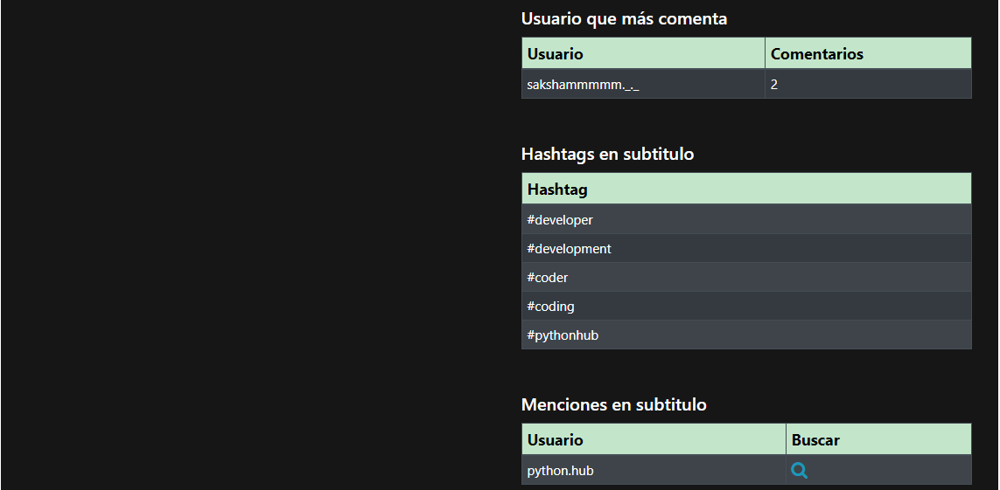 Usuario que más comenta
Usuario Comentarios
sakshammmmm._._ 2
Hashtags en subtitulo
Hashtag
#developer
#development
#coder
#coding
#pythonhub
Menciones en subtitulo
Usuario Buscar
python.hub